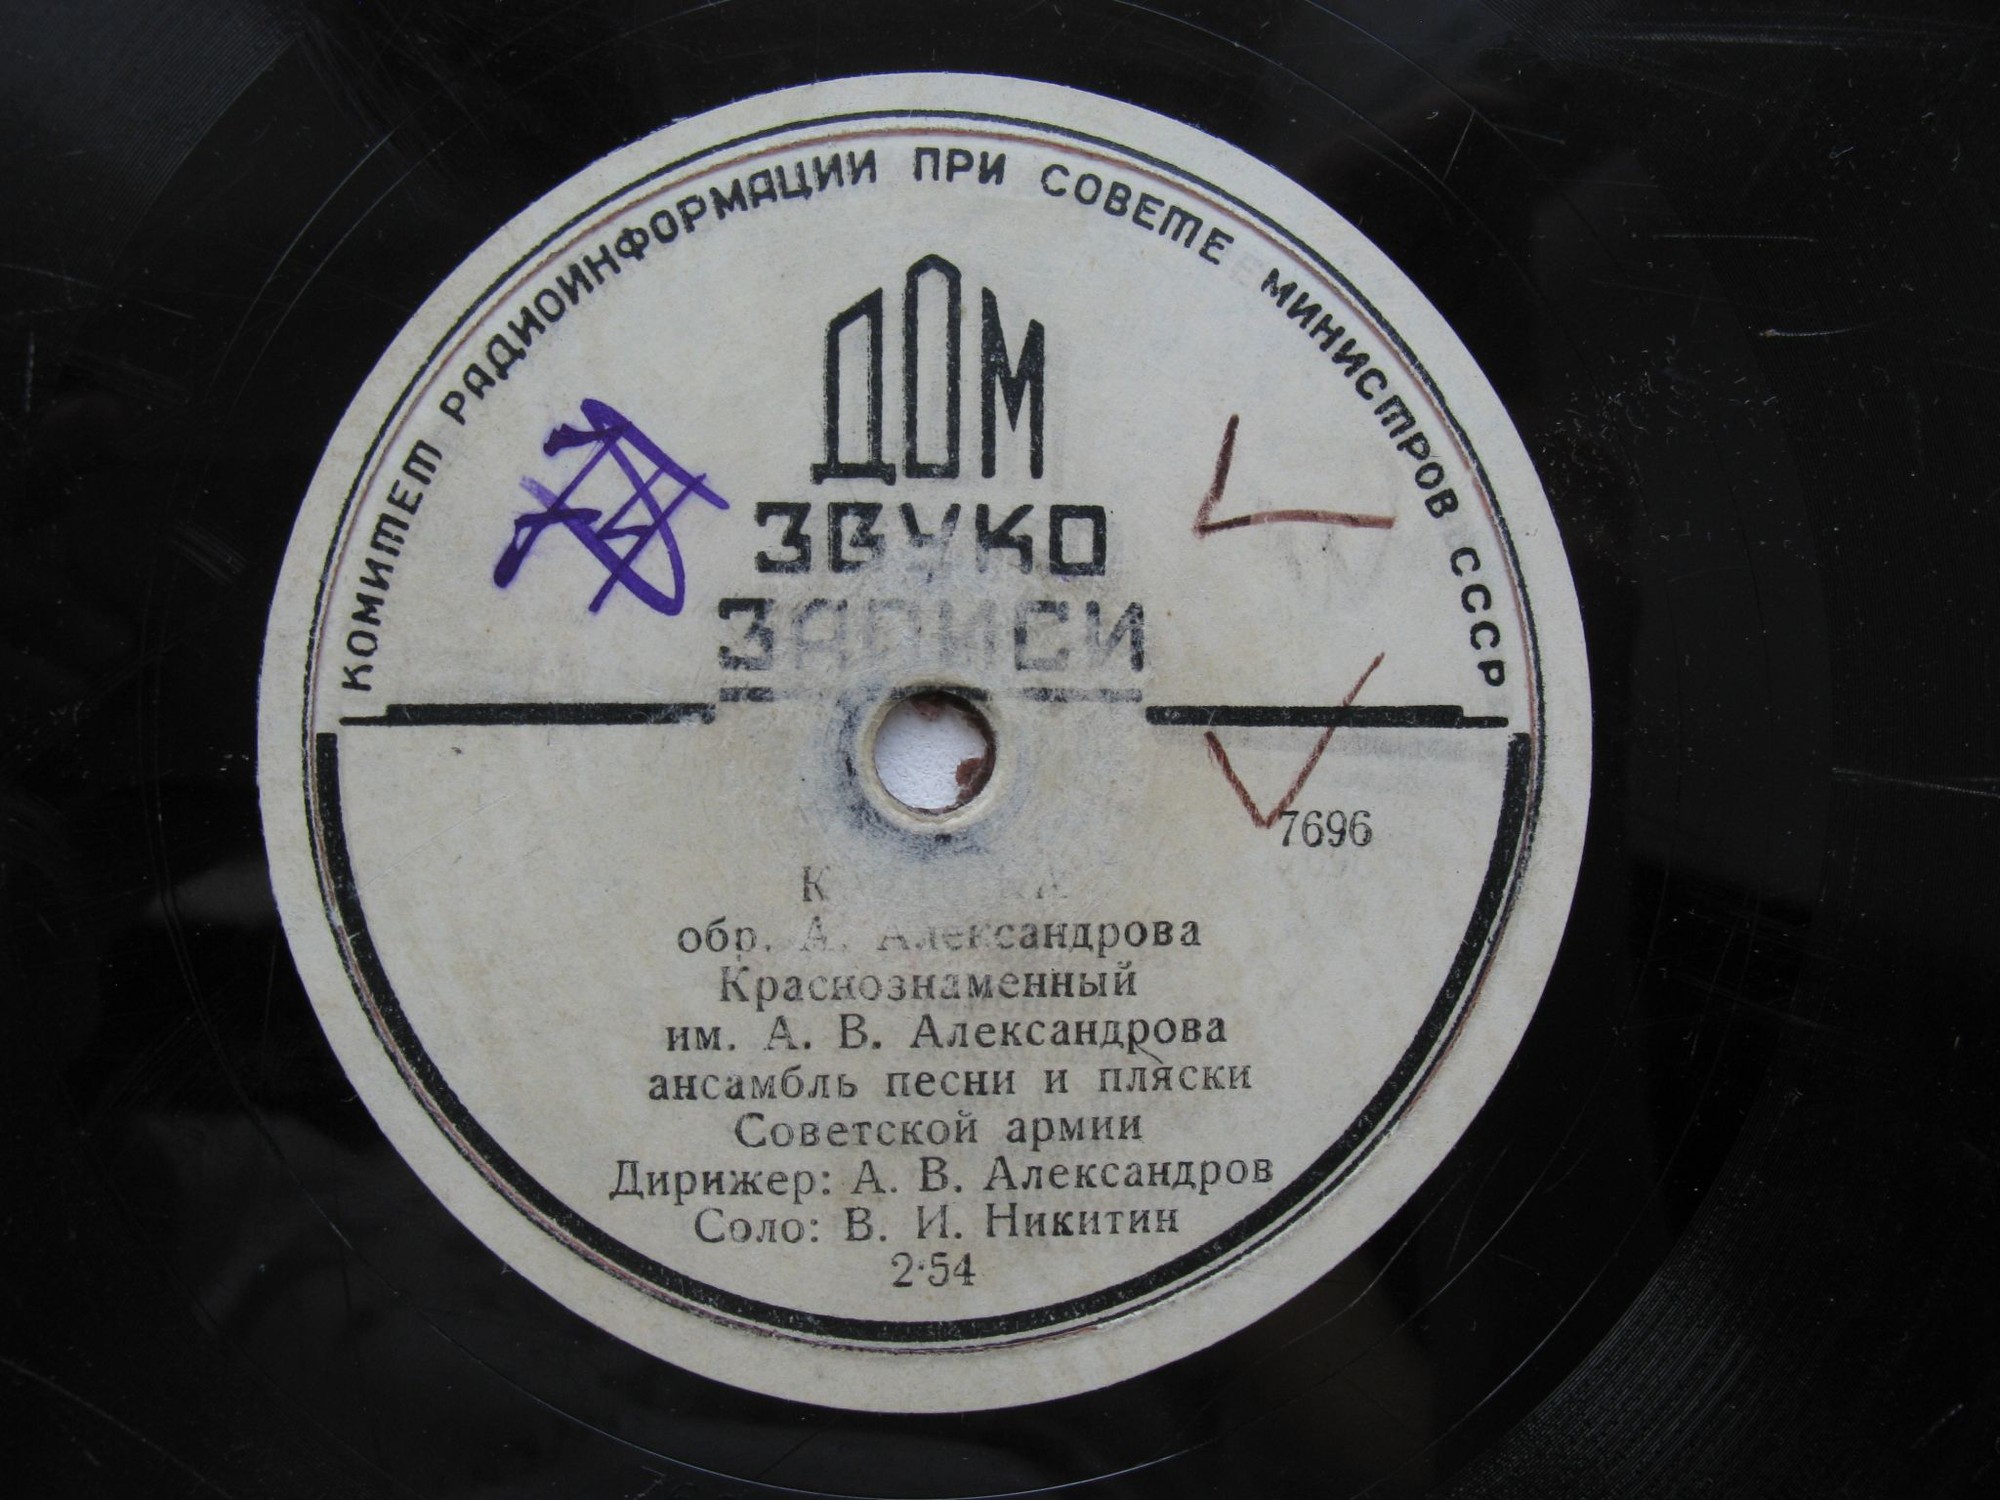 КОМИТЕТ РАДИОИНФОРМАЦИИ ПРИ СОВЕТЕ МИНИСТРОВ СССР
ДОМ
ЗВУКО
ЗАПИСИ
7696
обр. А. Александрова
Краснознаменный
им. А. В. Александрова
ансамбль песни и пляски
Советской армии
Дирижер: А. В. Александров
Соло: В. И. Никитин
2·54